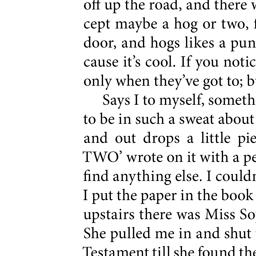 off up the road, and there
cept maybe a hog or two,
door, and hogs likes a pun
cause it's cool. If you notic
only when they've got to; b
Says I to myself, someth
to be in such a sweat about
and out drops a little pie
TWO' wrote on it with a pe
find anything else. I could
I put the paper in the book
upstairs there was Miss So
She pulled me in and shut
Testament till she found the